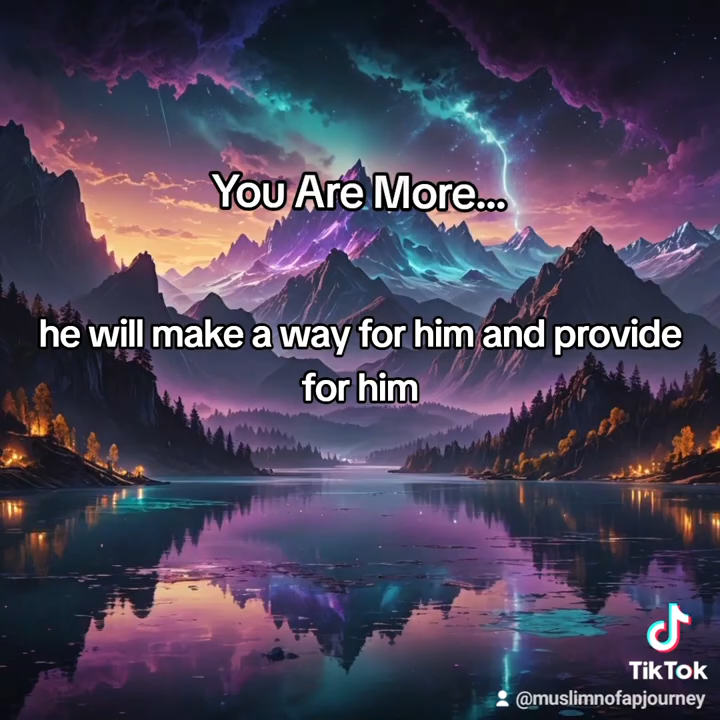 You Are More...
he will make a way for him and provide
for him
TikTok
@muslimnofapjourney